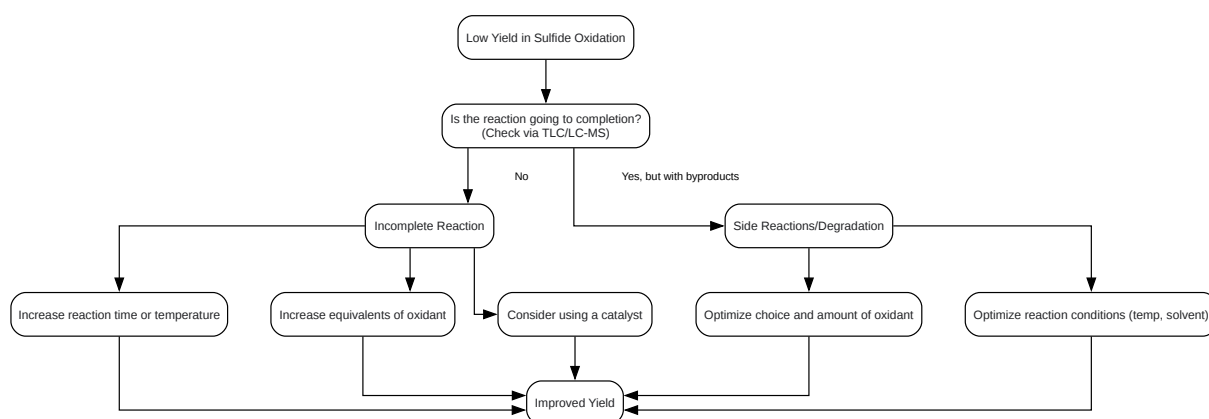 Low Yield in Sulfide Oxidation
Is the reaction going to completion?
(Check via TLC/LC-MS)
No
Yes, but with byproducts
Incomplete Reaction
Side Reactions/Degradation
Increase reaction time or temperature
Increase equivalents of oxidant
Consider using a catalyst
Optimize choice and amount of oxidant
Optimize reaction conditions (temp, solvent)
Improved Yield